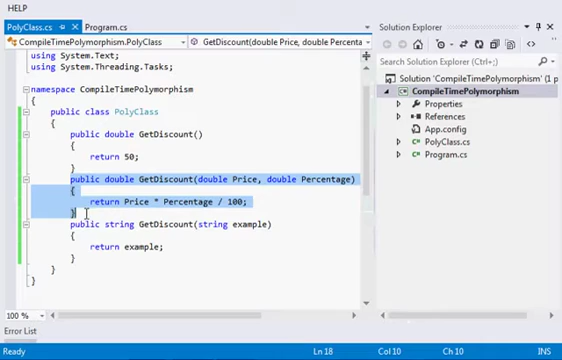 HELP
PolyClass.cs
Program.cs
CompileTimePolymorphism.PolyClass
GetDiscount(double Price, double Percenta
using System.Text;
using System.Threading.Tasks;
namespace CompileTimePolymorphism
{
public class PolyClass
{
public double GetDiscount()
{
return 50;
}
public double GetDiscount(double Price, double Percentage)
{
return Price * Percentage / 100;
}
public string GetDiscount(string example)
{
return example;
}
}
}
100 %
Error List
Ready
Ln 18
Col 10
Ch 10
INS
Solution Explorer
Search Solution Explorer (Ctrl+;)
Solution 'CompileTimePolymorphism' (1 p
CompileTimePolymorphism
Properties
References
App.config
PolyClass.cs
Program.cs